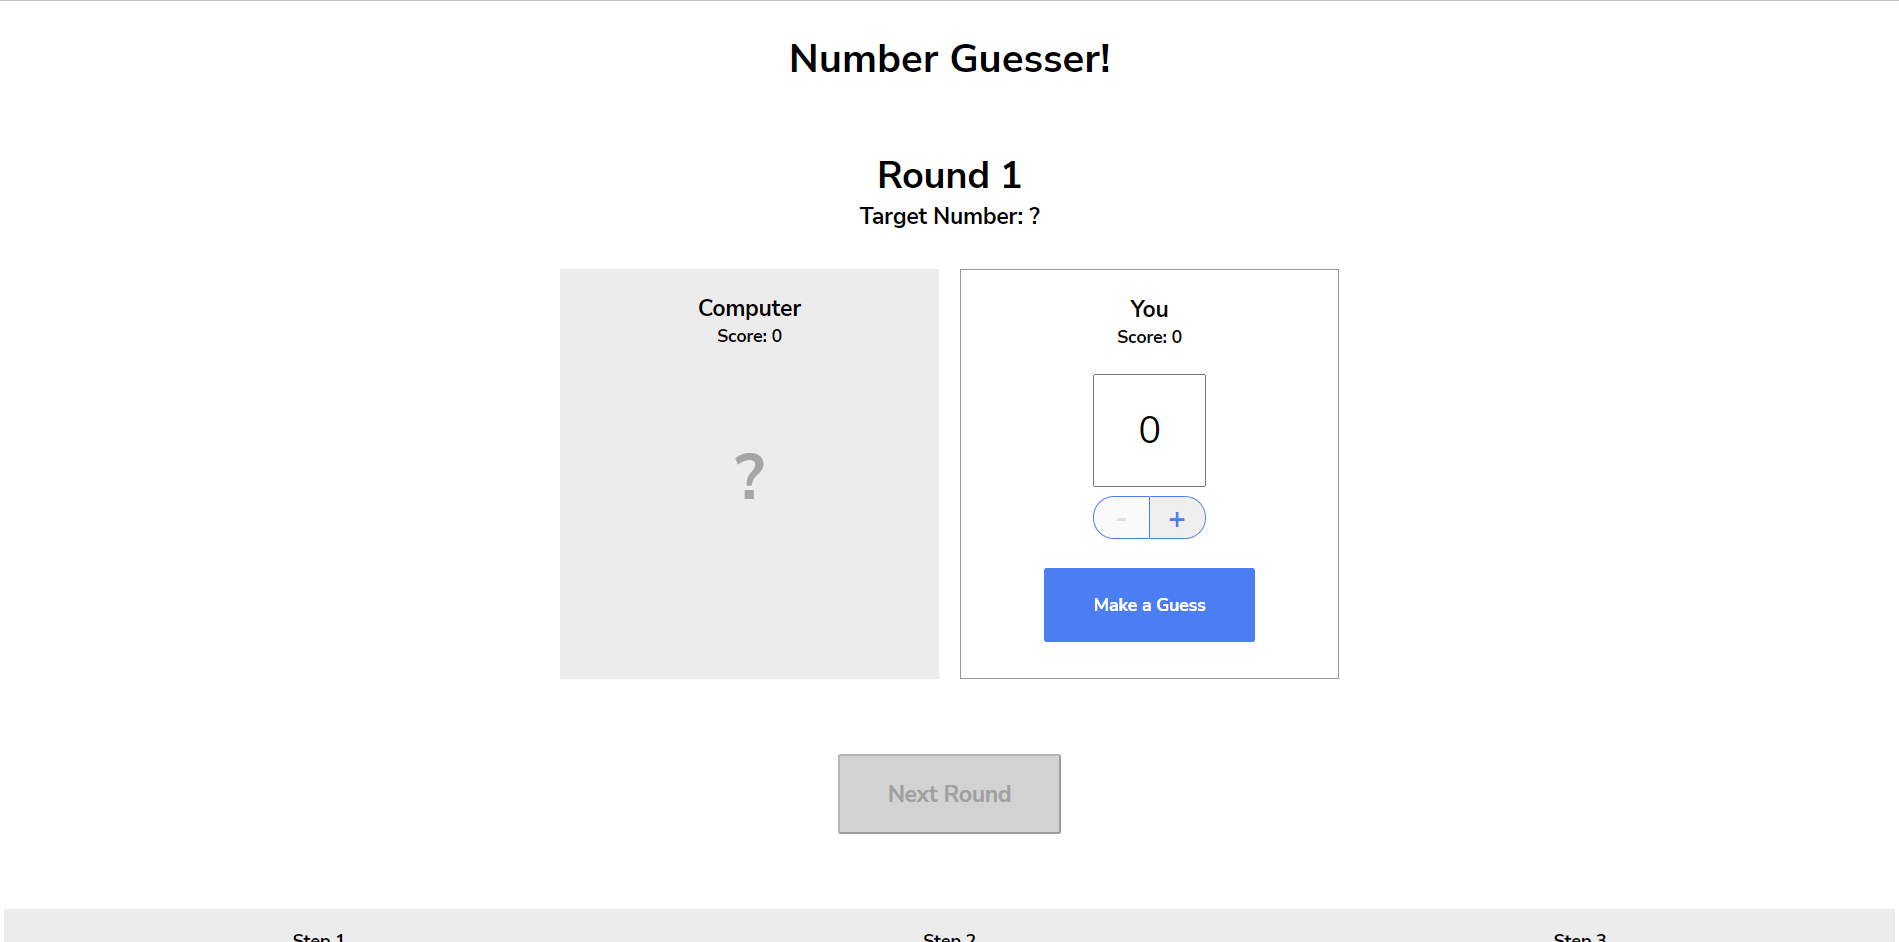 Number Guesser!
Round 1
Target Number: ?
Computer
Score: 0
?
You
Score: 0
0
- +
Make a Guess
Next Round
Step 1
Step 2
Step 3